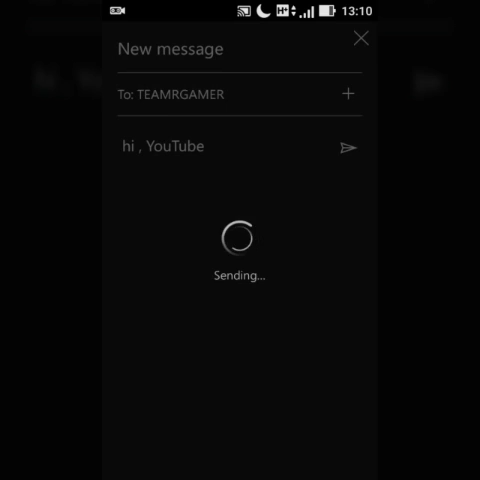 H+ 13:10
New message
To: TEAMRGAMER
hi , YouTube
Sending...